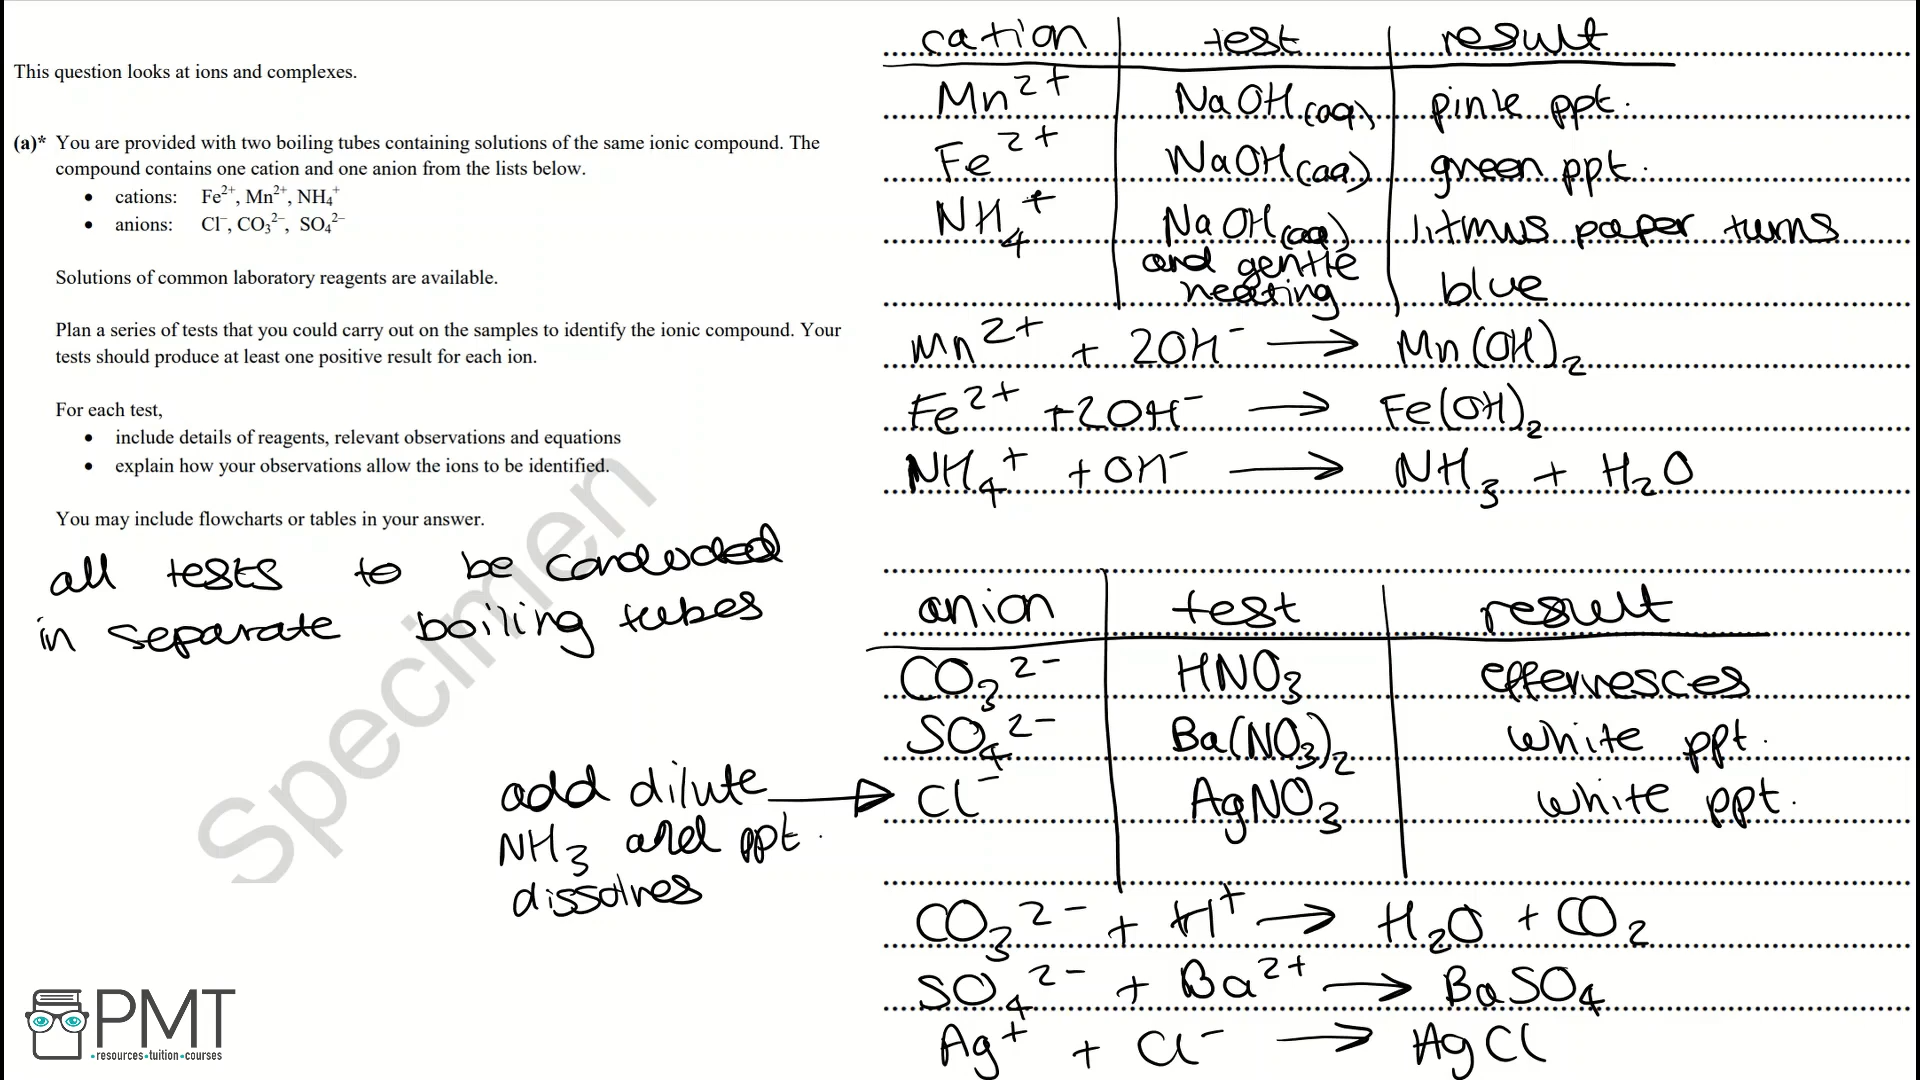 This question looks at ions and complexes.
(a)* You are provided with two boiling tubes containing solutions of the same ionic compound. The
compound contains one cation and one anion from the lists below.
• cations: Fe²⁺, Mn²⁺, NH₄⁺
• anions: Cl⁻, CO₃²⁻, SO₄²⁻
Solutions of common laboratory reagents are available.
Plan a series of tests that you could carry out on the samples to identify the ionic compound. Your
tests should produce at least one positive result for each ion.
For each test,
• include details of reagents, relevant observations and equations
• explain how your observations allow the ions to be identified.
You may include flowcharts or tables in your answer.
all tests to be conducted
in separate boiling tubes
add dilute
NH₃ and ppt.
dissolves
Specimen
PMT
•resources•tuition•courses
cation test result
Mn²⁺ NaOH(aq) pink ppt.
Fe²⁺ NaOH(aq) green ppt.
NH₄⁺ NaOH(aq) litmus paper turns
and gentle
heating blue
Mn²⁺ + 2OH⁻ → Mn(OH)₂
Fe²⁺ + 2OH⁻ → Fe(OH)₂
NH₄⁺ + OH⁻ → NH₃ + H₂O
anion test result
CO₃²⁻ HNO₃ effervesces
SO₄²⁻ Ba(NO₃)₂ white ppt.
Cl⁻ AgNO₃ white ppt.
CO₃²⁻ + H⁺ → H₂O + CO₂
SO₄²⁻ + Ba²⁺ → BaSO₄
Ag⁺ + Cl⁻ → AgCl